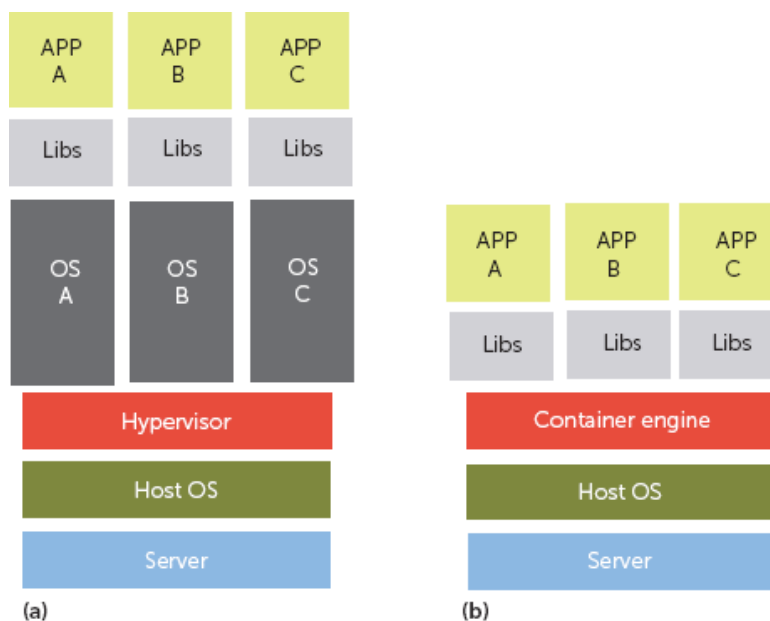 APP
A
APP
B
APP
C
Libs
Libs
Libs
OS
A
OS
B
OS
C
Hypervisor
Host OS
Server
(a)
APP
A
APP
B
APP
C
Libs
Libs
Libs
Container engine
Host OS
Server
(b)